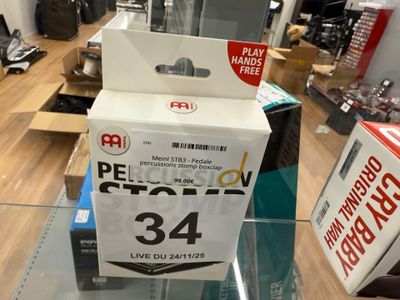 PLAY
HANDS
FREE
MEINL
Meinl STB3 - Pedale
percussions stomp boxclap
99.00€
PERCUSSION
STOMP
34
LIVE DU 24/11/25
CRY BABY
ORIGINAL WAH